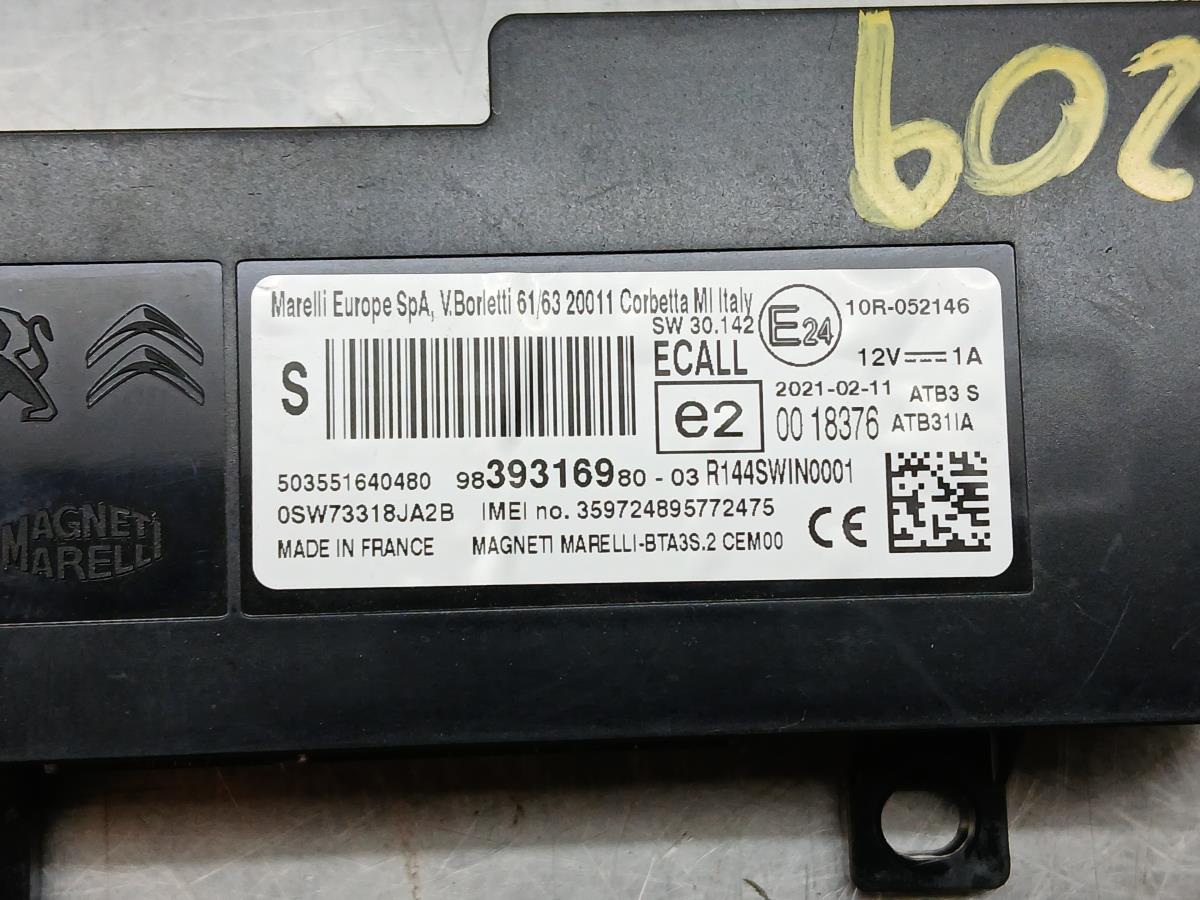 602
Marelli Europe SpA, V.Borletti 61/63 20011 Corbetta MI Italy
SW 30.142
E24
10R-052146
S
ECALL
12V 1A
e2
2021-02-11 ATB3 S
00 18376 ATB31IA
503551640480 9839316980 - 03 R144SWIN0001
0SW73318JA2B IMEI no. 359724895772475
CE
MADE IN FRANCE MAGNETI MARELLI-BTA3S.2 CEM00
MAGNETI
MARELLI